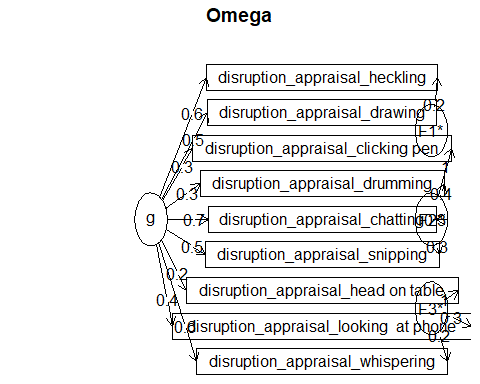 Omega
disruption_appraisal_heckling
0.6
0.2
disruption_appraisal_drawing
F1*
0.5
disruption_appraisal_clicking pen
0.3
1
disruption_appraisal_drumming
0.3
0.4
g
0.7
disruption_appraisal_chatting
F2*
0.5
disruption_appraisal_snipping
0.3
0.2
disruption_appraisal_head on table
0.4
F3*
0.3
disruption_appraisal_looking at phone
0.2
disruption_appraisal_whispering